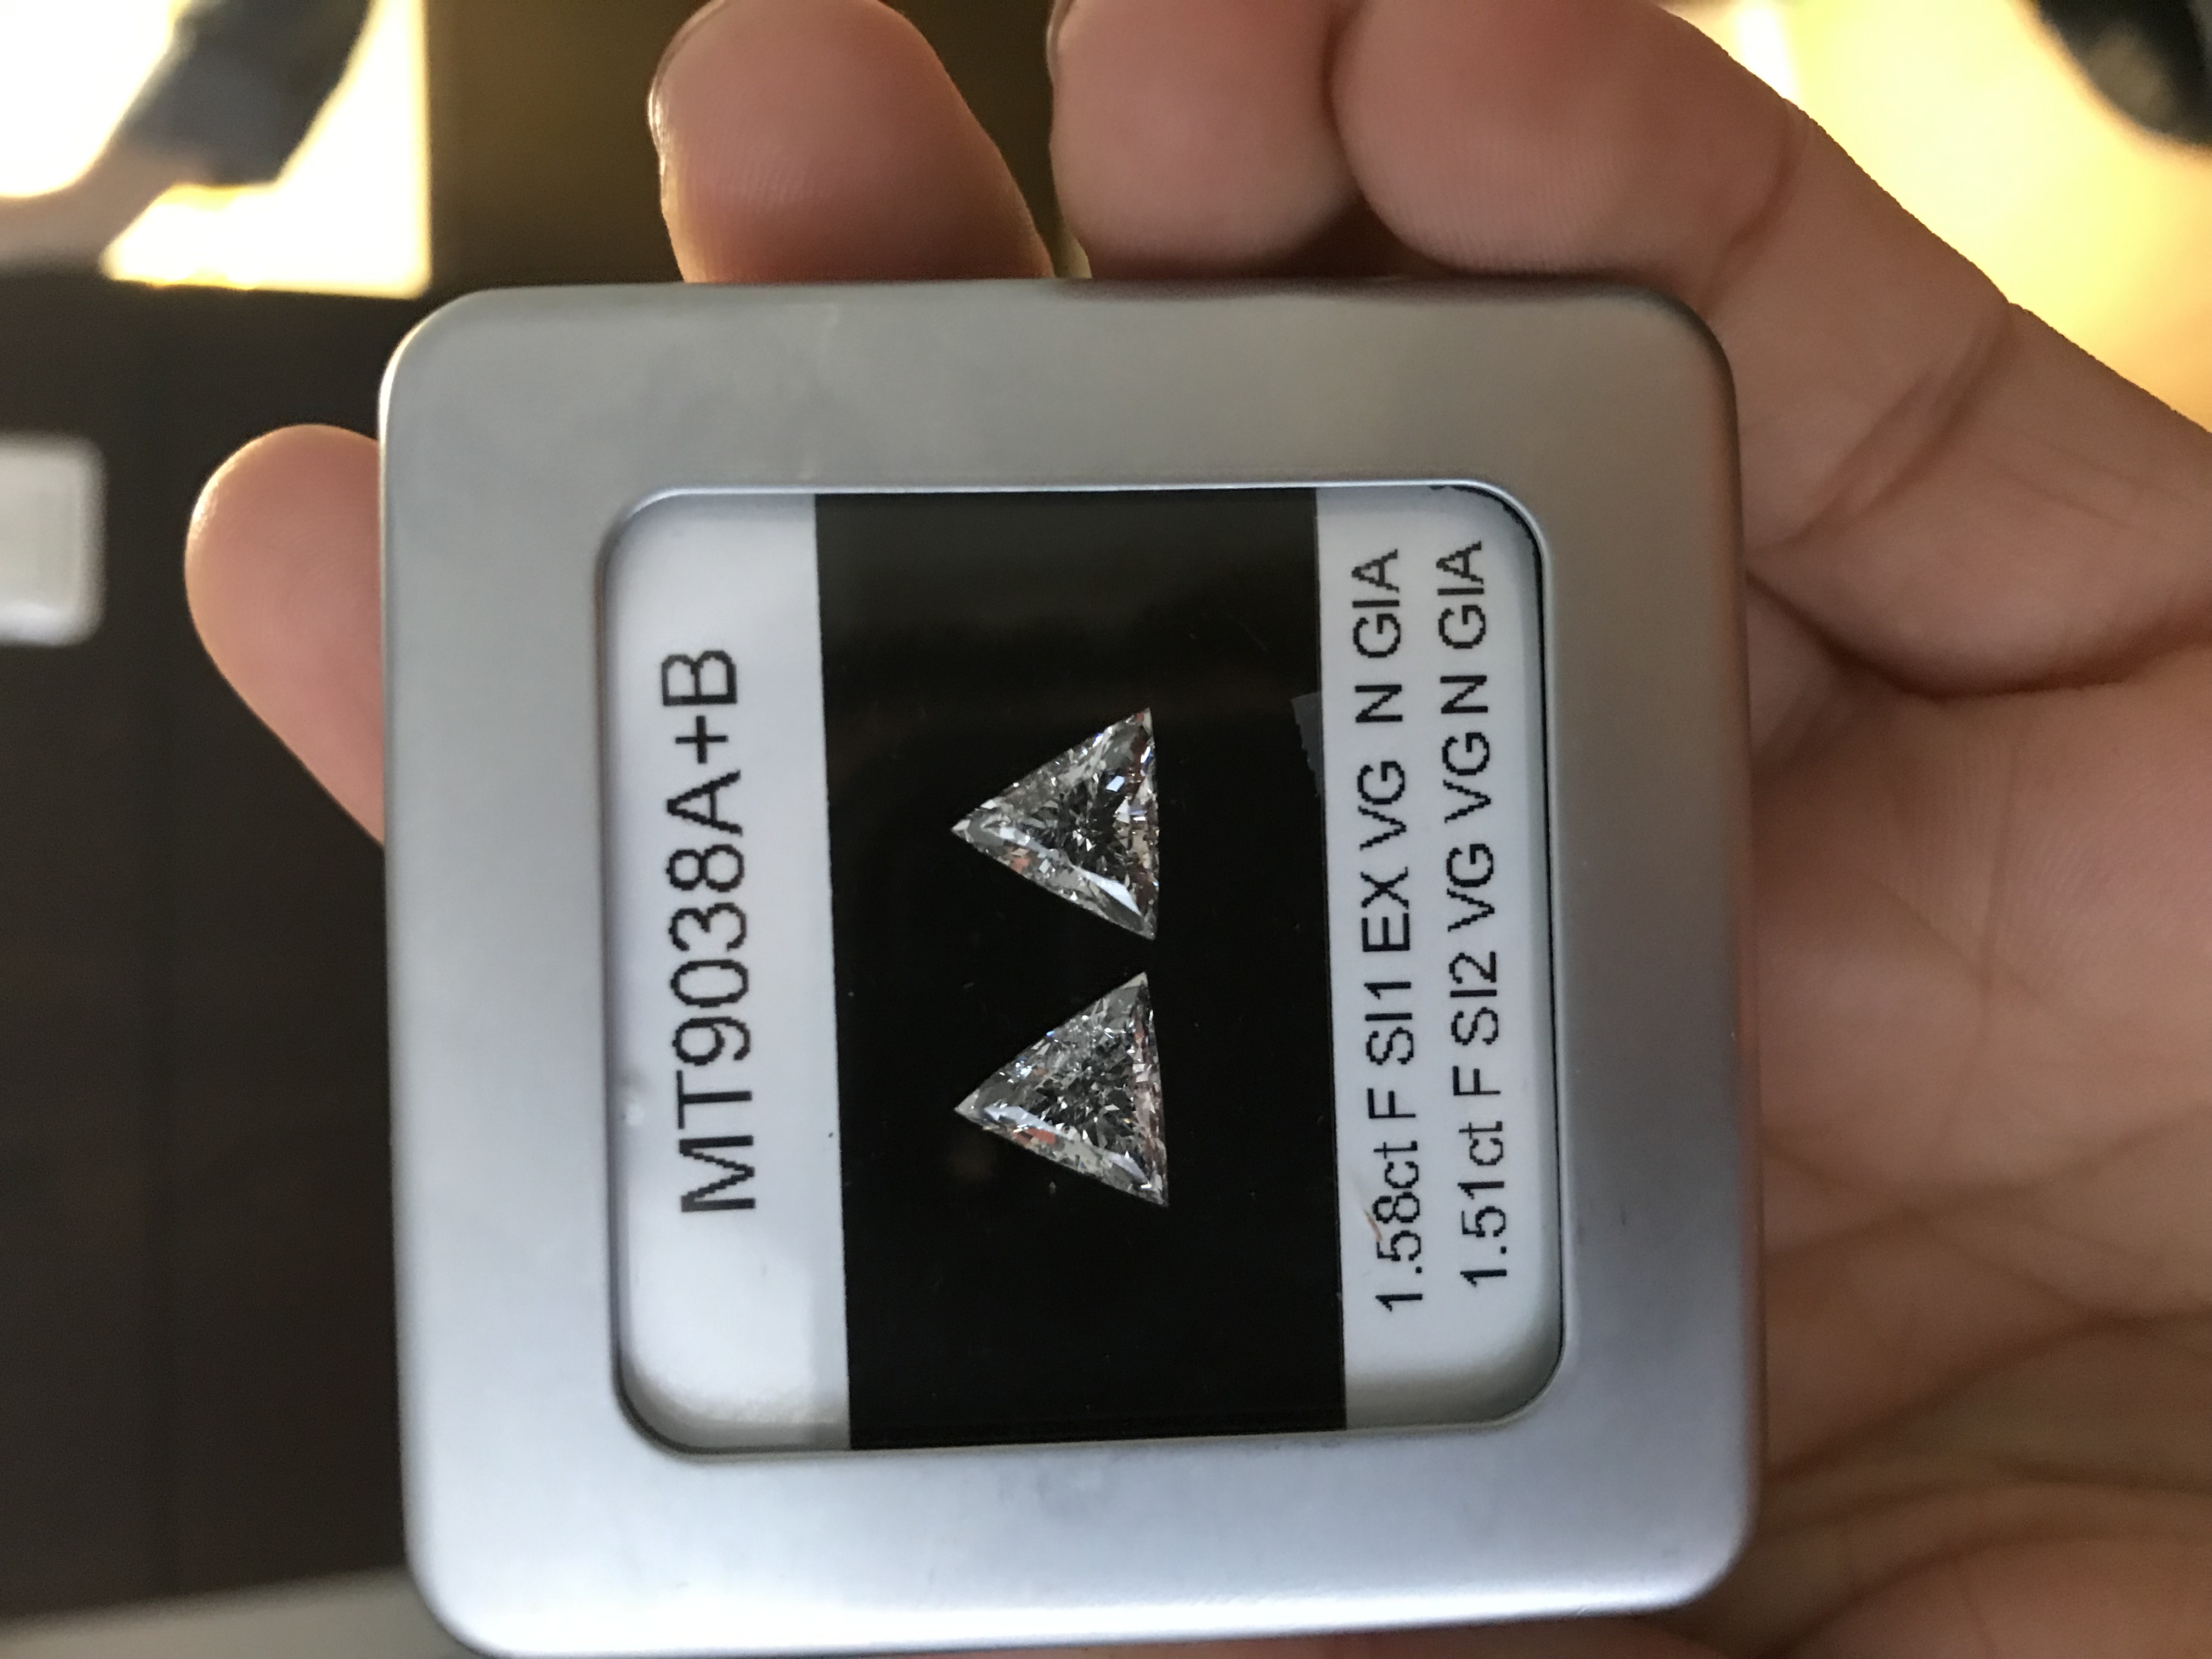 MT9038A+B
1.58ct F SI1 EX VG N GIA
1.51ct F SI2 VG VG N GIA